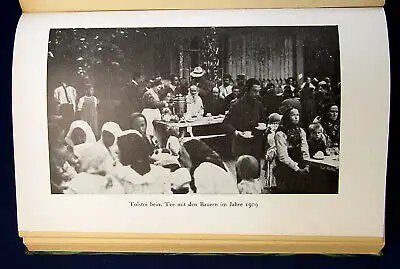 Tolstoi beim Tee mit den Bauern im Jahre 1909